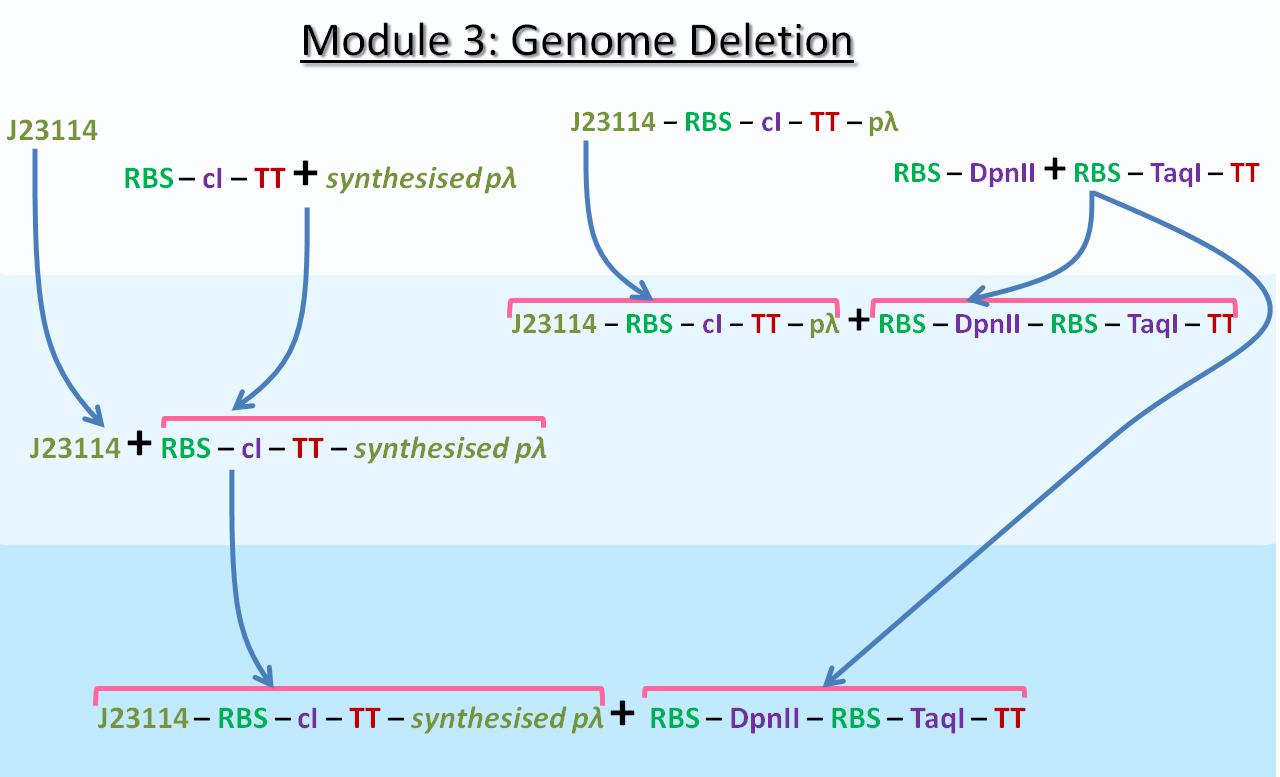 Module 3: Genome Deletion
J23114
RBS – cI – TT + synthesised pλ
J23114 – RBS – cI – TT – pλ
RBS – DpnII + RBS – TaqI – TT
J23114 – RBS – cI – TT – pλ + RBS – DpnII – RBS – TaqI – TT
J23114 + RBS – cI – TT – synthesised pλ
J23114 – RBS – cI – TT – synthesised pλ + RBS – DpnII – RBS – TaqI – TT